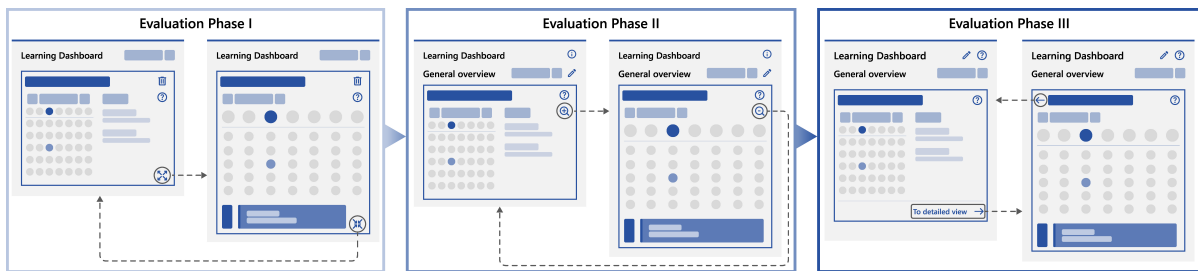 Evaluation Phase I
Learning Dashboard
Learning Dashboard
Evaluation Phase II
Learning Dashboard
General overview
Learning Dashboard
General overview
Evaluation Phase III
Learning Dashboard
General overview
To detailed view
Learning Dashboard
General overview